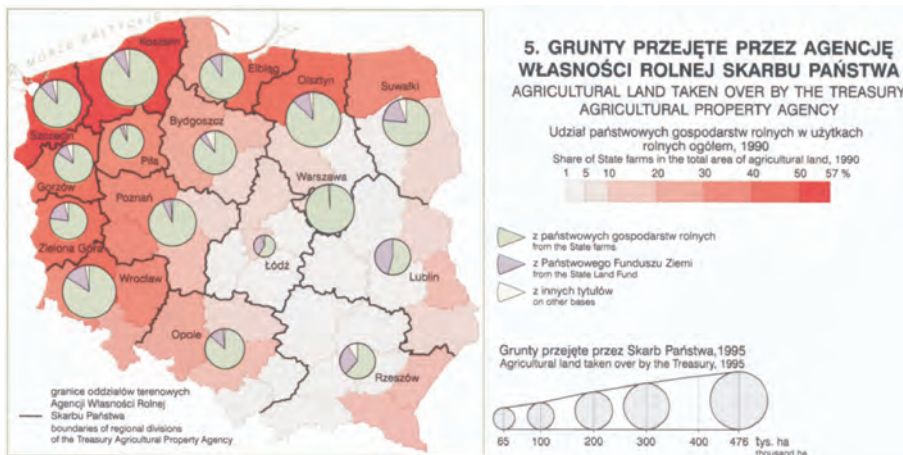 MORZE BAŁTYCKIE
Koszalin
Elbląg
Olsztyn
Suwałki
Szczecin
Bydgoszcz
Piła
Gorzów
Warszawa
Poznań
Zielona Góra
Łódź
Lublin
Wrocław
Opole
Rzeszów
granice oddziałów terenowych
Agencji Własności Rolnej
Skarbu Państwa
boundaries of regional divisions
of the Treasury Agricultural Property Agency
5. GRUNTY PRZEJĘTE PRZEZ AGENCJĘ
WŁASNOŚCI ROLNEJ SKARBU PAŃSTWA
AGRICULTURAL LAND TAKEN OVER BY THE TREASURY
AGRICULTURAL PROPERTY AGENCY
Udział państwowych gospodarstw rolnych w użytkach
rolnych ogółem, 1990
Share of State farms in the total area of agricultural land, 1990
1 5 10 20 30 40 50 57 %
z państwowych gospodarstw rolnych
from the State farms
z Państwowego Funduszu Ziemi
from the State Land Fund
z innych tytułów
on other bases
Grunty przejęte przez Skarb Państwa,1995
Agricultural land taken over by the Treasury, 1995
65 100 200 300 400 476 tys. ha
thousand ha